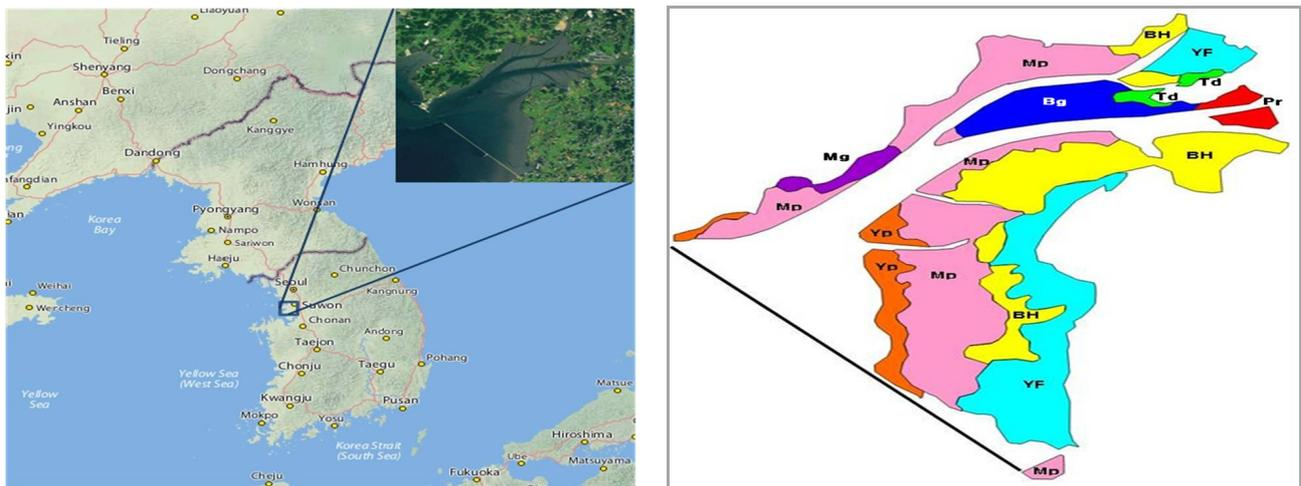 Liaoyuan
Tieling
Shenyang
Dongchang
Benxi
Anshan
Kanggye
Yingkou
Dandong
Hamhung
afangdian
Korea
Bay
Pyongyang
Wonsan
Nampo
Sariwon
Haeju
Chunchon
Seoul
Kangnung
Weihai
Suwon
Wercheng
Chonan
Andong
Taejon
Pohang
Yellow Sea
(West Sea)
Chonju
Taegu
Matsue
Yellow
Sea
Kwangju
Pusan
Mokpo
Yosu
Korea Strait
(South Sea)
Hiroshima
Ube
Matsuyama
Cheju
Fukuoka
BH
YF
Mp
Td
Bg
Td
Pr
Mg
Mp
BH
Mp
Yp
Yp
Mp
BH
YF
Mp